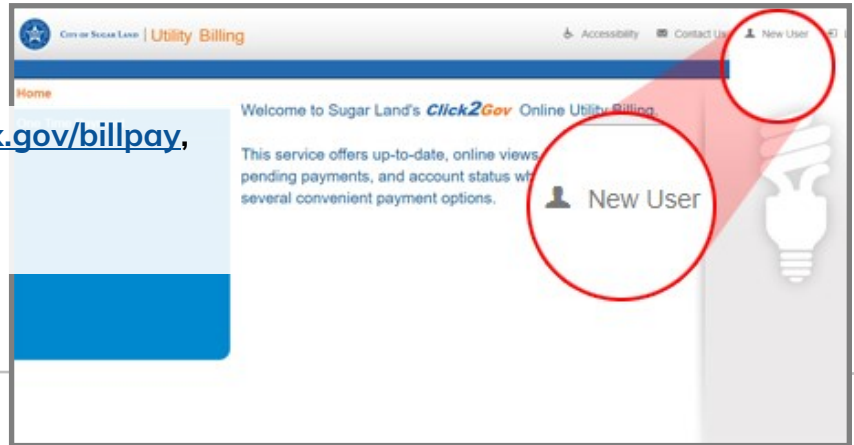 CITY OF SUGAR LAND | Utility Billing
Accessibility
Contact Us
New User
Home
.gov/billpay,
Welcome to Sugar Land's Click2Gov Online Utility Billing.
This service offers up-to-date, online views
pending payments, and account status
several convenient payment options.
New User